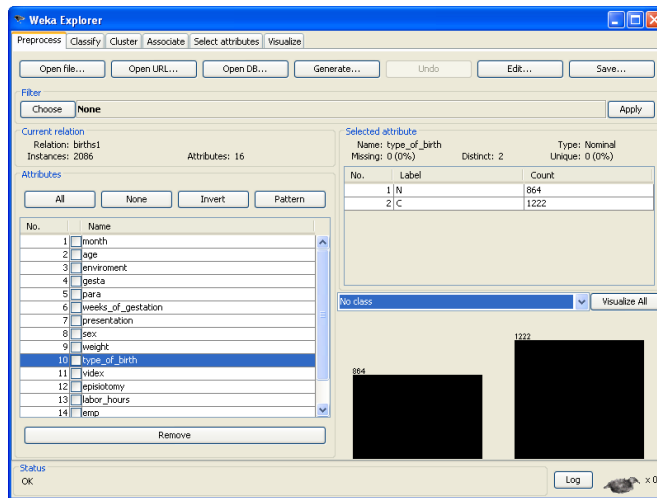 Weka Explorer
Preprocess Classify Cluster Associate Select attributes Visualize
Open file... Open URL... Open DB... Generate... Undo Edit... Save...
Filter
Choose None Apply
Current relation
Relation: births1
Instances: 2086 Attributes: 16
Attributes
All None Invert Pattern
No. Name
1 month
2 age
3 enviroment
4 gesta
5 para
6 weeks_of_gestation
7 presentation
8 sex
9 weight
10 type_of_birth
11 videx
12 episiotomy
13 labor_hours
14 emp
Remove
Selected attribute
Name: type_of_birth Type: Nominal
Missing: 0 (0%) Distinct: 2 Unique: 0 (0%)
No. Label Count
1 N 864
2 C 1222
No class Visualize All
1222
864
Status
OK Log x 0